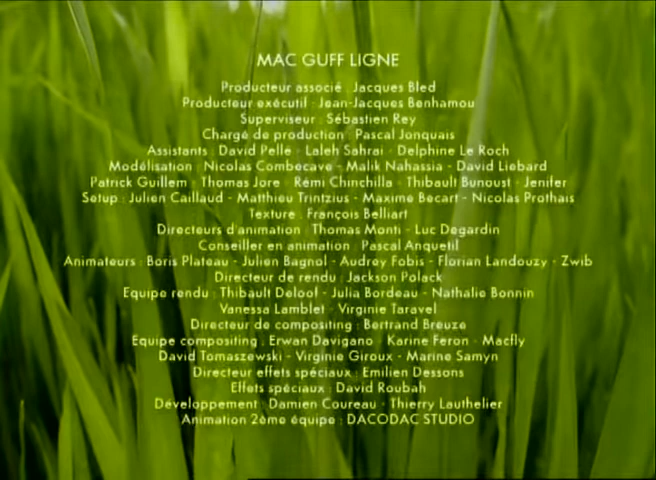 MAC GUFF LIGNE
Producteur associé : Jacques Bled
Producteur exécutif : Jean-Jacques Benhamou
Superviseur : Sébastien Rey
Chargé de production : Pascal Jonquais
Assistants : David Pelle - Laleh Sahrai - Delphine Le Roch
Modélisation : Nicolas Combecave - Malik Nahassia - David Liebard
Patrick Guillem - Thomas Jore - Rémi Chinchilla - Thibault Bunoust - Jenifer
Setup : Julien Caillaud - Matthieu Trintzius - Maxime Becart - Nicolas Prothais
Texture : François Belliart
Directeurs d'animation : Thomas Monti - Luc Degardin
Conseiller en animation : Pascal Anquetil
Animateurs : Boris Plateau - Julien Bagnol - Audrey Fobis - Florian Landouzy - Zwib
Directeur de rendu : Jackson Polack
Equipe rendu : Thibault Deloof - Julia Bordeau - Nathalie Bonnin
Vanessa Lamblet - Virginie Taravel
Directeur de compositing : Bertrand Breuze
Equipe compositing : Erwan Davigano - Karine Feron - Macfly
David Tomaszewski - Virginie Giroux - Marine Samyn
Directeur effets spéciaux : Emilien Dessons
Effets spéciaux : David Roubah
Développement : Damien Coureau - Thierry Lauthelier
Animation 2ème équipe : DACODAC STUDIO